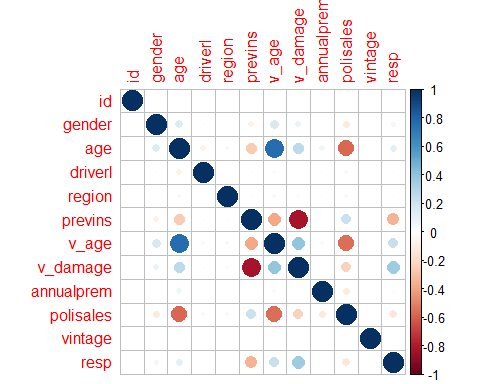 id
gender
age
driverl
region
previns
v_age
v_damage
annualprem
polisales
vintage
resp
id
gender
age
driverl
region
previns
v_age
v_damage
annualprem
polisales
vintage
resp
1
0.8
0.6
0.4
0.2
0
-0.2
-0.4
-0.6
-0.8
-1